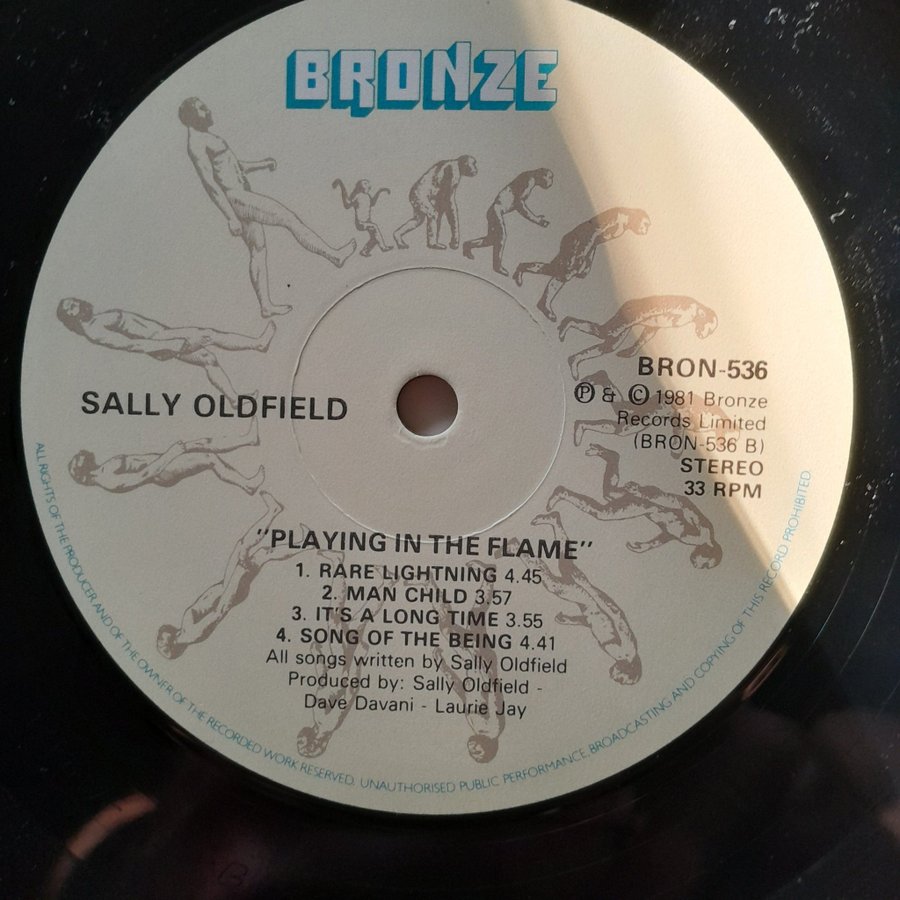 BRONZE
SALLY OLDFIELD
BRON-536
Ⓟ & © 1981 Bronze
Records Limited
(BRON-536 B)
STEREO
33 RPM
"PLAYING IN THE FLAME"
1. RARE LIGHTNING 4.45
2. MAN CHILD 3.57
3. IT'S A LONG TIME 3.55
4. SONG OF THE BEING 4.41
All songs written by Sally Oldfield
Produced by: Sally Oldfield -
Dave Davani - Laurie Jay
ALL RIGHTS OF THE PRODUCER AND OF THE OWNER OF THE RECORDED WORK RESERVED. UNAUTHORISED PUBLIC PERFORMANCE, BROADCASTING AND COPYING OF THIS RECORD PROHIBITED.